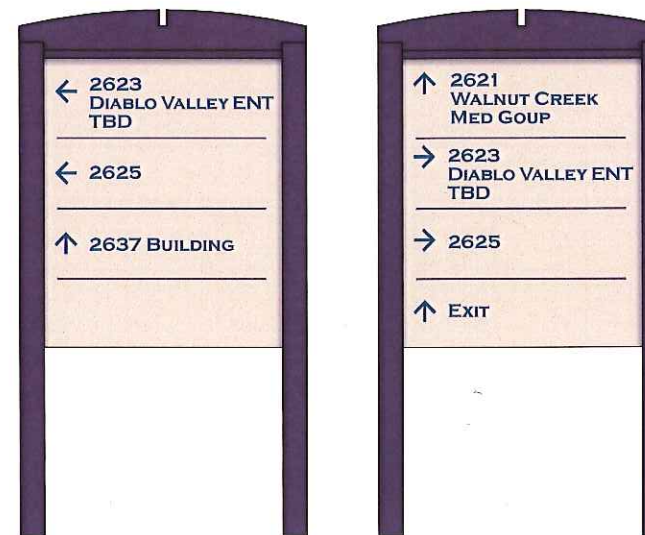 ← 2623
DIABLO VALLEY ENT
TBD
← 2625
↑ 2637 BUILDING
↑ 2621
WALNUT CREEK
MED GOUP
→ 2623
DIABLO VALLEY ENT
TBD
→ 2625
↑ EXIT